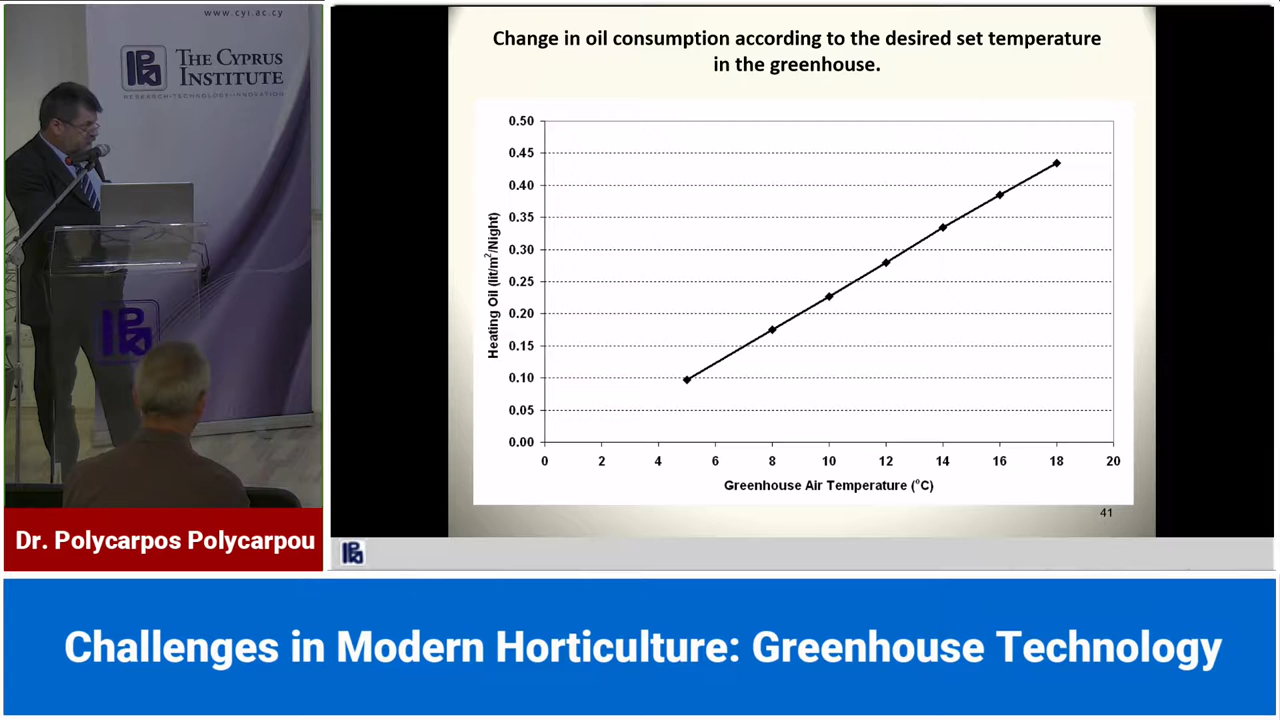 www.cyi.ac.cy
THE CYPRUS
INSTITUTE
RESEARCH•TECHNOLOGY•INNOVATION
Change in oil consumption according to the desired set temperature
in the greenhouse.
0.50
0.45
0.40
0.35
0.30
0.25
0.20
0.15
0.10
0.05
0.00
Heating Oil (lit/m²/Night)
0 2 4 6 8 10 12 14 16 18 20
Greenhouse Air Temperature (°C)
41
Dr. Polycarpos Polycarpou
Challenges in Modern Horticulture: Greenhouse Technology